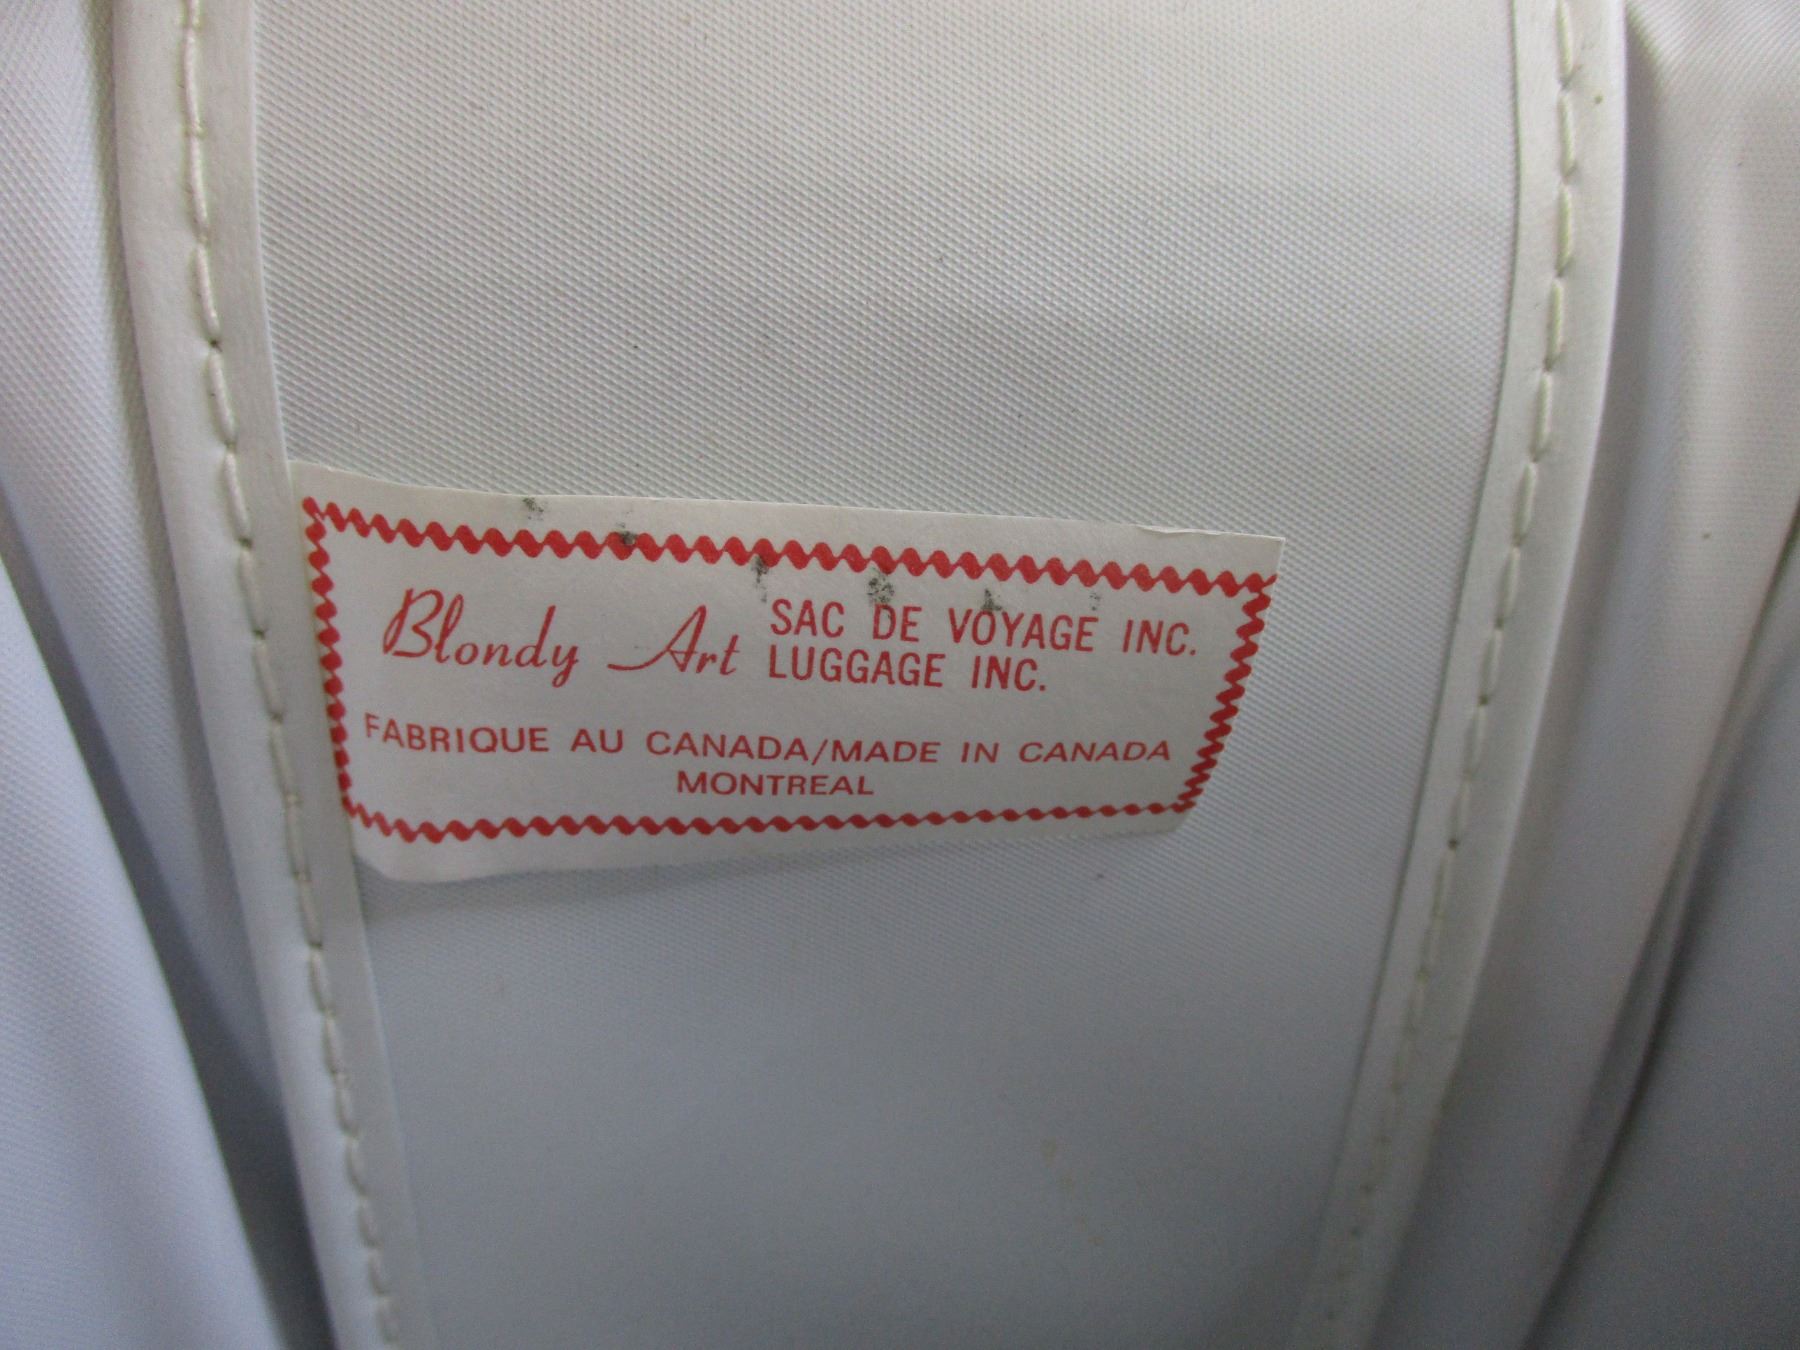 Blondy Art SAC DE VOYAGE INC.
LUGGAGE INC.
FABRIQUE AU CANADA/MADE IN CANADA
MONTREAL